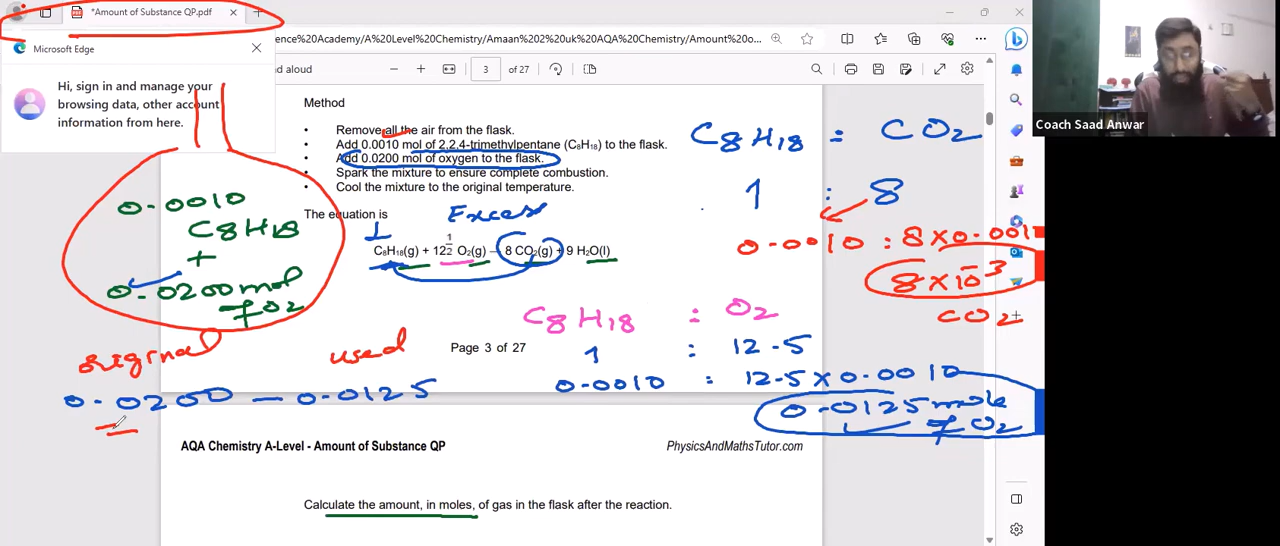 *Amount of Substance QP.pdf
ence%20Academy/A%20Level%20Chemistry/Amaan%202%20uk%20AQA%20Chemistry/Amount%20o...
Microsoft Edge
Hi, sign in and manage your
browsing data, other account
information from here.
aloud
3 of 27
Coach Saad Anwar
Method
• Remove all the air from the flask.
• Add 0.0010 mol of 2,2,4-trimethylpentane (C8H18) to the flask.
• Add 0.0200 mol of oxygen to the flask.
• Spark the mixture to ensure complete combustion.
• Cool the mixture to the original temperature.
The equation is
Excess
1
C8H18(g) + 12 1/2 O2(g) – 8 CO2(g) + 9 H2O(l)
C8H18 = CO2
1 : 8
0.0010 : 8 x 0.001
8 x 10-3
CO2
0.0010
C8H18
+
0.0200 mol
of O2
C8H18 : O2
1 : 12.5
0.0010 : 12.5 x 0.0010
0.0125 mole
of O2
Page 3 of 27
original used
0.0200 — 0.0125
AQA Chemistry A-Level - Amount of Substance QP
PhysicsAndMathsTutor.com
Calculate the amount, in moles, of gas in the flask after the reaction.